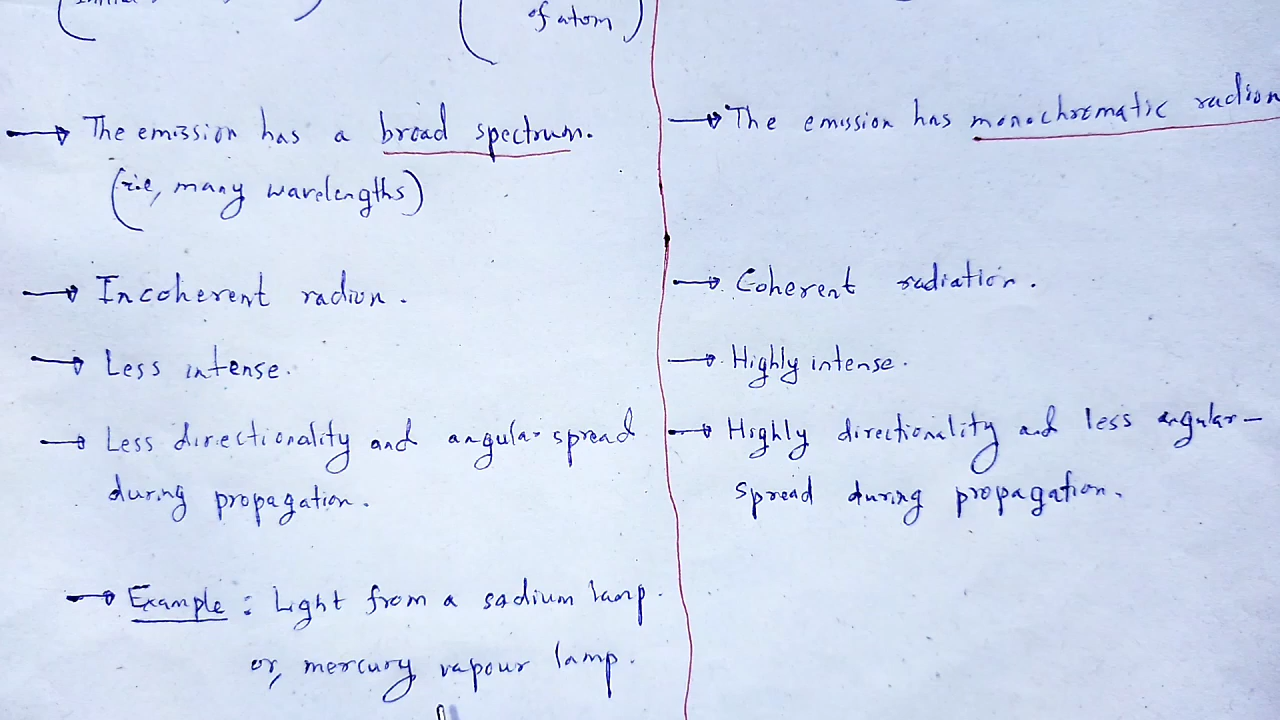 of atom)
→ The emission has a broad spectrum.
(i.e, many wavelengths)
→ Incoherent radion.
→ Less intense.
→ Less directionality and angular spread
during propagation.
→ Example : Light from a sodium lamp.
or, mercury vapour lamp.
→ The emission has monochromatic radion
→ Coherent radiation.
→ Highly intense.
→ Highly directionality and less angular-
spread during propagation.